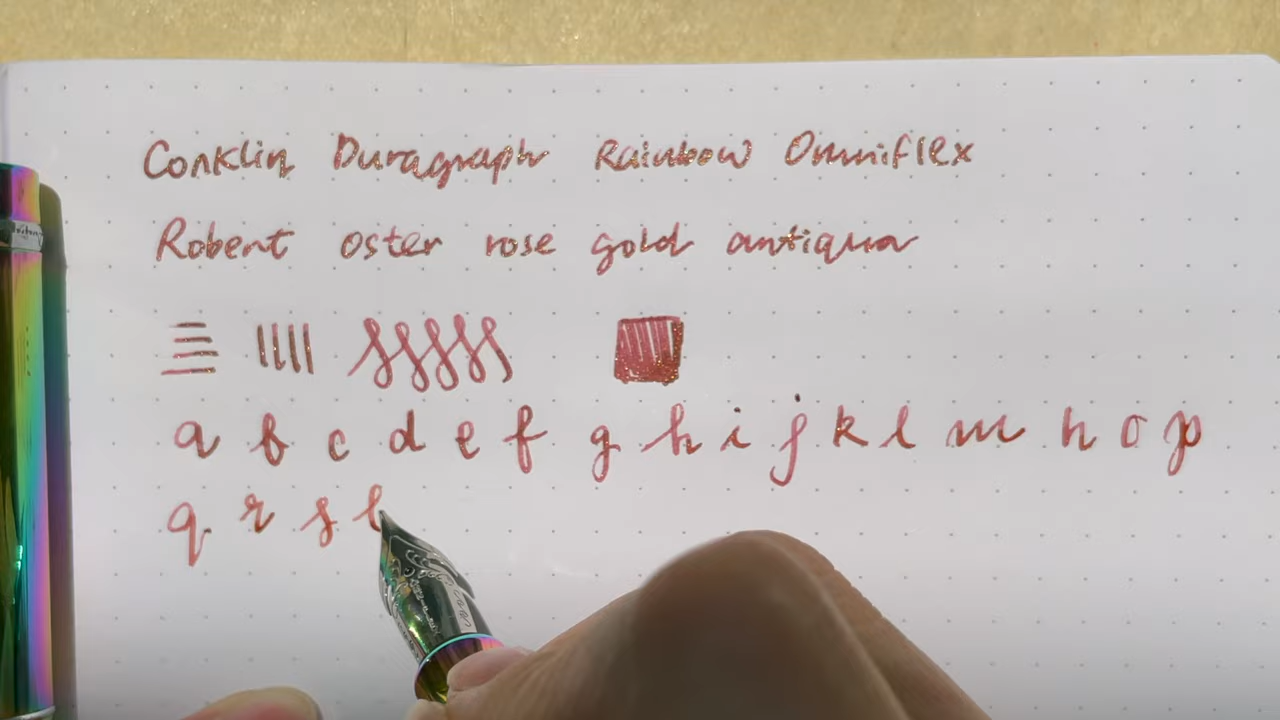 Conklin Duragraph Rainbow Omniflex
Robert oster rose gold antiqua
a b c d e f g h i j k l m n o p
q r s t